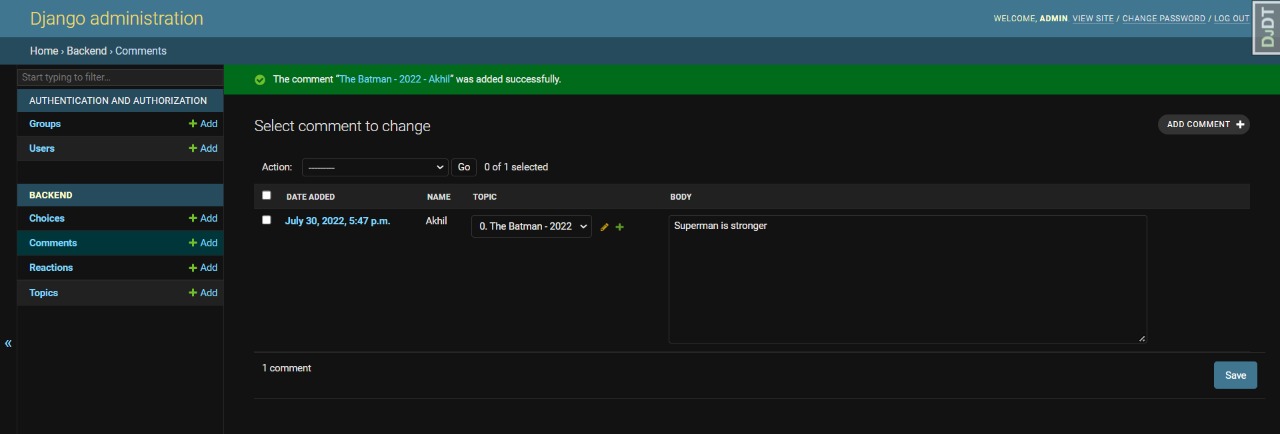 Django administration
WELCOME, ADMIN. VIEW SITE / CHANGE PASSWORD / LOG OUT
DJDT
Home › Backend › Comments
Start typing to filter...
The comment “The Batman - 2022 - Akhil” was added successfully.
AUTHENTICATION AND AUTHORIZATION
Groups + Add
Users + Add
BACKEND
Choices + Add
Comments + Add
Reactions + Add
Topics + Add
«
Select comment to change
ADD COMMENT +
Action: --------- Go 0 of 1 selected
DATE ADDED NAME TOPIC BODY
July 30, 2022, 5:47 p.m. Akhil 0. The Batman - 2022 Superman is stronger
1 comment
Save